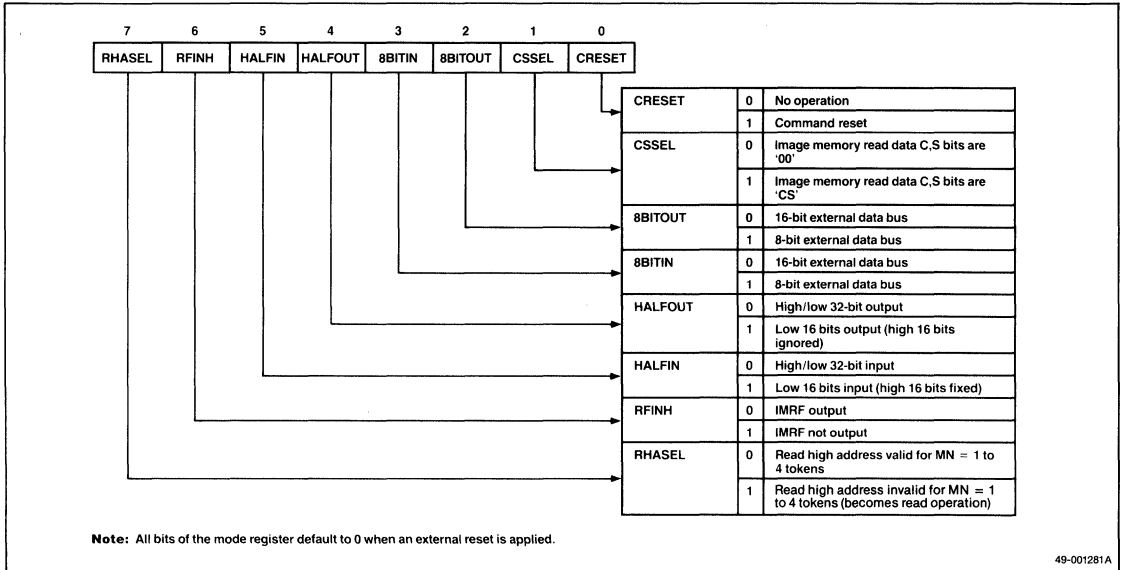 7 6 5 4 3 2 1 0
RHASEL RFINH HALFIN HALFOUT 8BITIN 8BITOUT CSSEL CRESET
CRESET 0 No operation
1 Command reset
CSSEL 0 Image memory read data C,S bits are
'00'
1 Image memory read data C,S bits are
'CS'
8BITOUT 0 16-bit external data bus
1 8-bit external data bus
8BITIN 0 16-bit external data bus
1 8-bit external data bus
HALFOUT 0 High/low 32-bit output
1 Low 16 bits output (high 16 bits
ignored)
HALFIN 0 High/low 32-bit input
1 Low 16 bits input (high 16 bits fixed)
RFINH 0 IMRF output
1 IMRF not output
RHASEL 0 Read high address valid for MN = 1 to
4 tokens
1 Read high address invalid for MN = 1
to 4 tokens (becomes read operation)
Note: All bits of the mode register default to 0 when an external reset is applied.
49-001281A